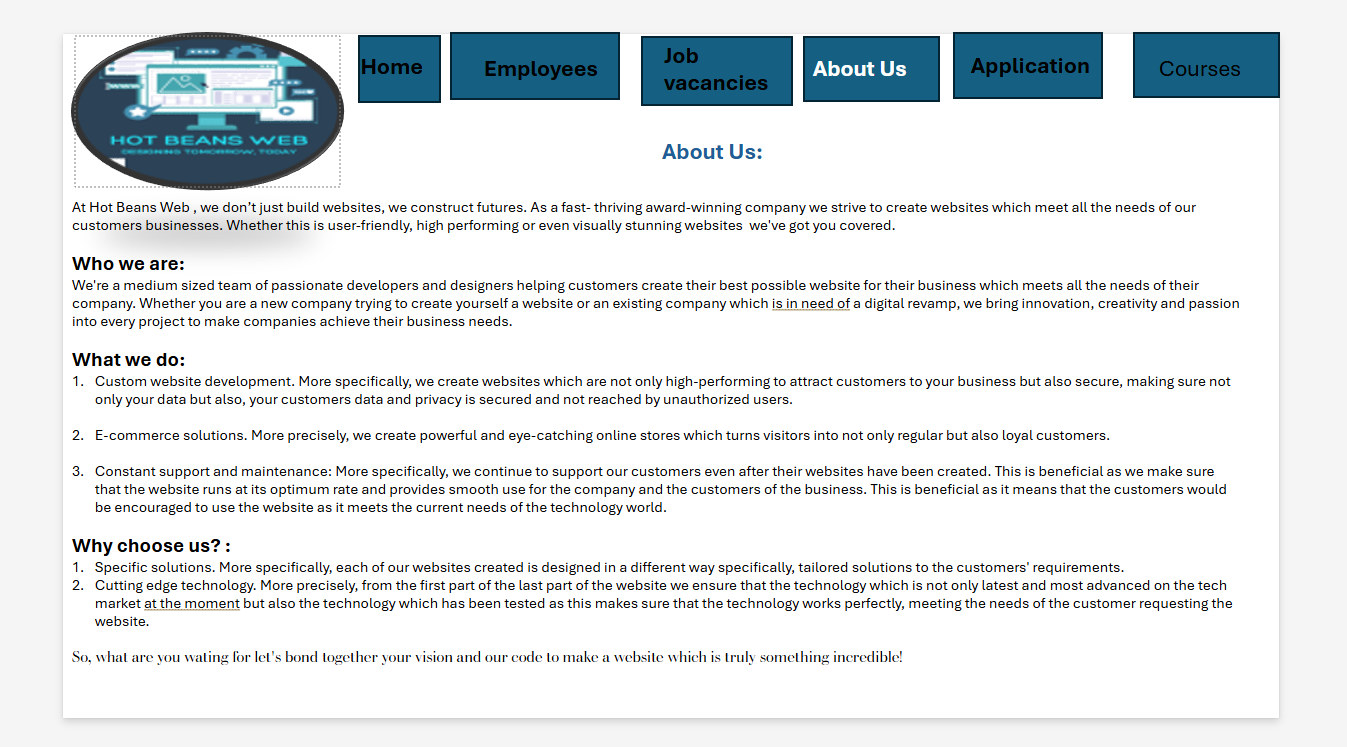 Home
Employees
Job
vacancies
About Us
Application
Courses
HOT BEANS WEB
DESIGNING TOMORROW, TODAY
About Us:
At Hot Beans Web , we don't just build websites, we construct futures. As a fast- thriving award-winning company we strive to create websites which meet all the needs of our
customers businesses. Whether this is user-friendly, high performing or even visually stunning websites  we've got you covered.
Who we are:
We're a medium sized team of passionate developers and designers helping customers create their best possible website for their business which meets all the needs of their
company. Whether you are a new company trying to create yourself a website or an existing company which is in need of a digital revamp, we bring innovation, creativity and passion
into every project to make companies achieve their business needs.
What we do:
1. Custom website development. More specifically, we create websites which are not only high-performing to attract customers to your business but also secure, making sure not
only your data but also, your customers data and privacy is secured and not reached by unauthorized users.
2. E-commerce solutions. More precisely, we create powerful and eye-catching online stores which turns visitors into not only regular but also loyal customers.
3. Constant support and maintenance: More specifically, we continue to support our customers even after their websites have been created. This is beneficial as we make sure
that the website runs at its optimum rate and provides smooth use for the company and the customers of the business. This is beneficial as it means that the customers would
be encouraged to use the website as it meets the current needs of the technology world.
Why choose us? :
1. Specific solutions. More specifically, each of our websites created is designed in a different way specifically, tailored solutions to the customers' requirements.
2. Cutting edge technology. More precisely, from the first part of the last part of the website we ensure that the technology which is not only latest and most advanced on the tech
market at the moment but also the technology which has been tested as this makes sure that the technology works perfectly, meeting the needs of the customer requesting the
website.
So, what are you wating for let's bond together your vision and our code to make a website which is truly something incredible!